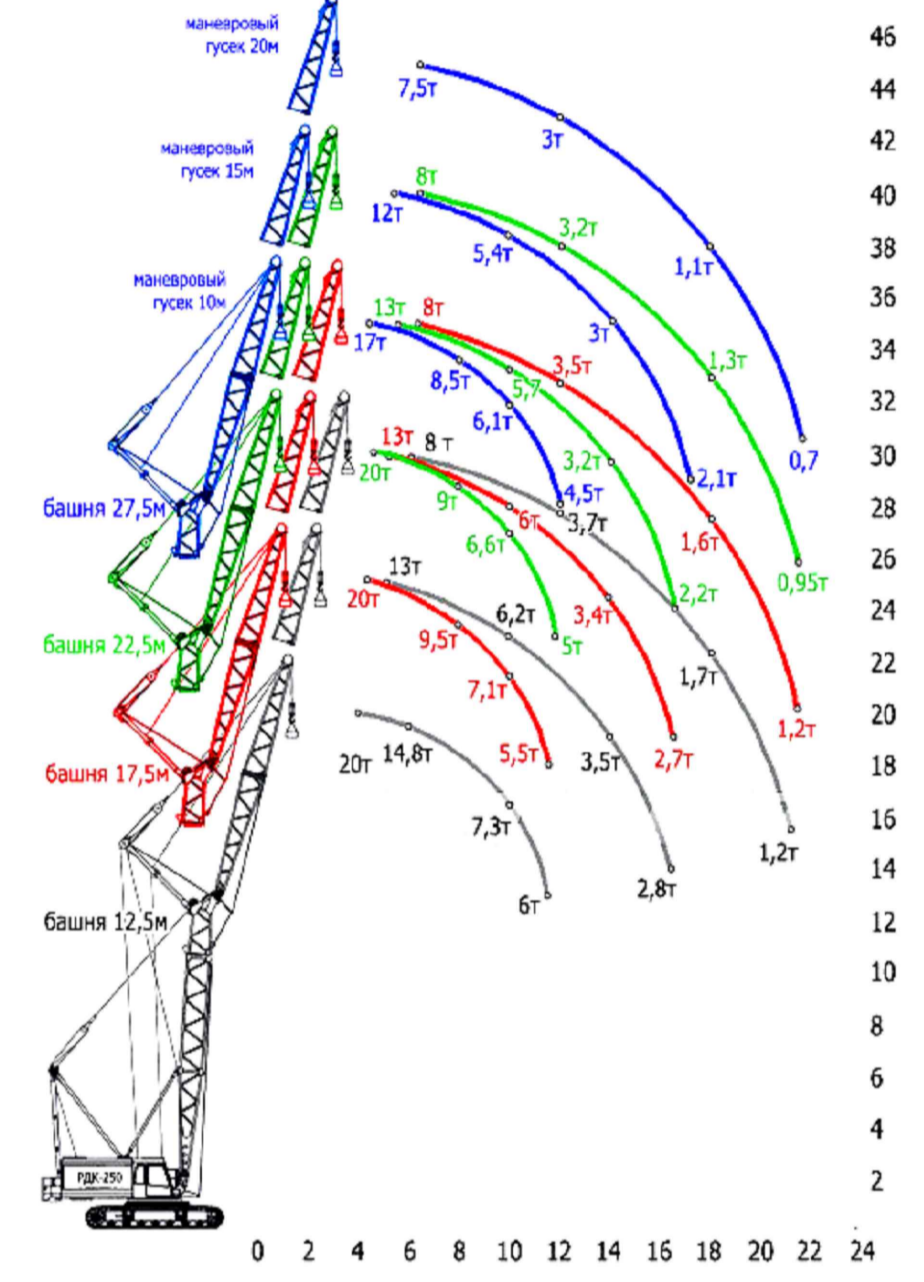 маневровый
гусек 20м
46
44
7,5т
42
3т
маневровый
гусек 15м
8т
40
12т
3,2т
5,4т
38
1,1т
маневровый
гусек 10м
36
13т
8т
17т
3т
34
3,5т
1,3т
8,5т
5,7
6,1т
32
13т
8 т
30
20т
3,2т
0,7
9т
4,5т
2,1т
башня 27,5м
6т
3,7т
28
6,6т
1,6т
26
13т
2,2т
0,95т
20т
6,2т
3,4т
24
9,5т
5т
башня 22,5м
22
1,7т
7,1т
20
1,2т
5,5т
3,5т
2,7т
20т
14,8т
башня 17,5м
18
7,3т
16
1,2т
14
2,8т
6т
башня 12,5м
12
10
8
6
4
РДК-250
2
0 2 4 6 8 10 12 14 16 18 20 22 24